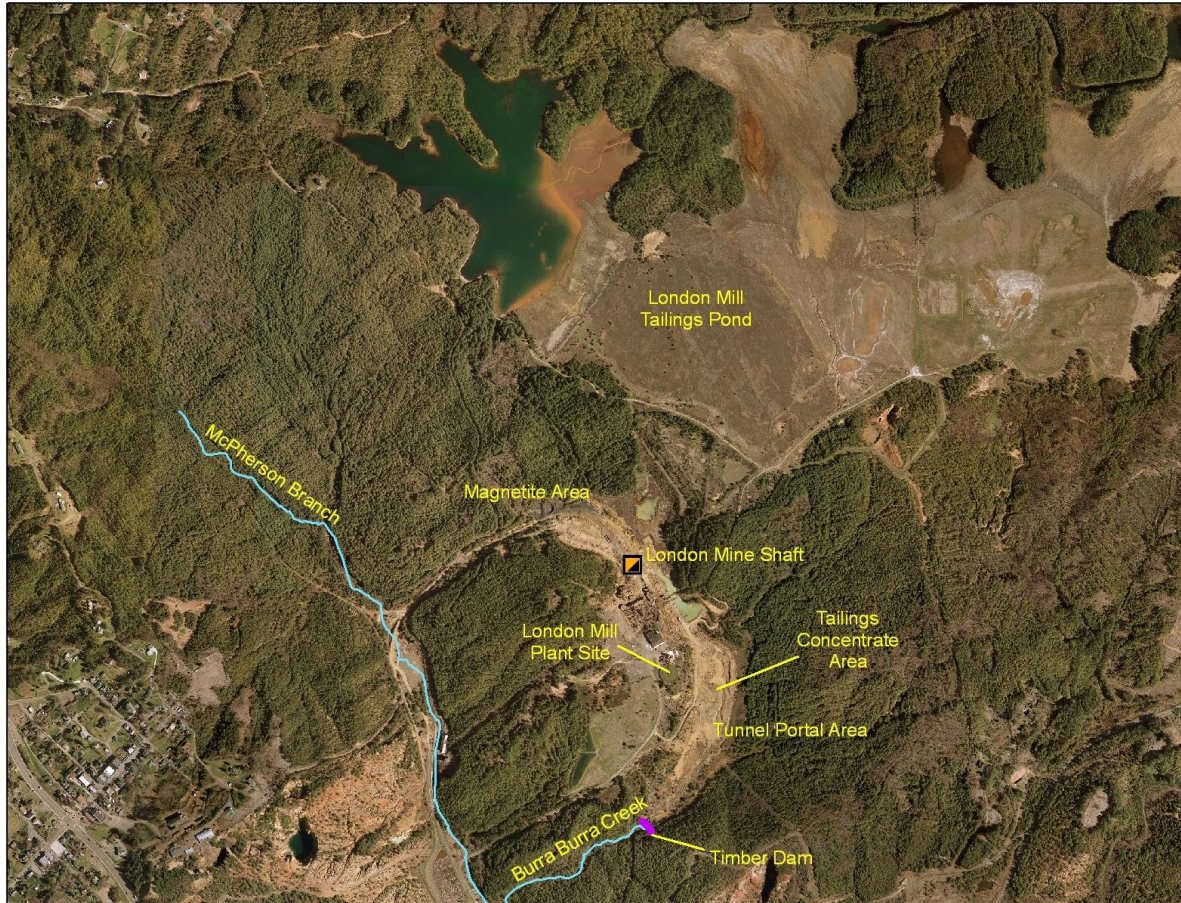 London Mill
Tailings Pond
McPherson Branch
Magnetite Area
London Mine Shaft
London Mill
Plant Site
Tailings
Concentrate
Area
Tunnel Portal Area
Burra Burra Creek
Timber Dam